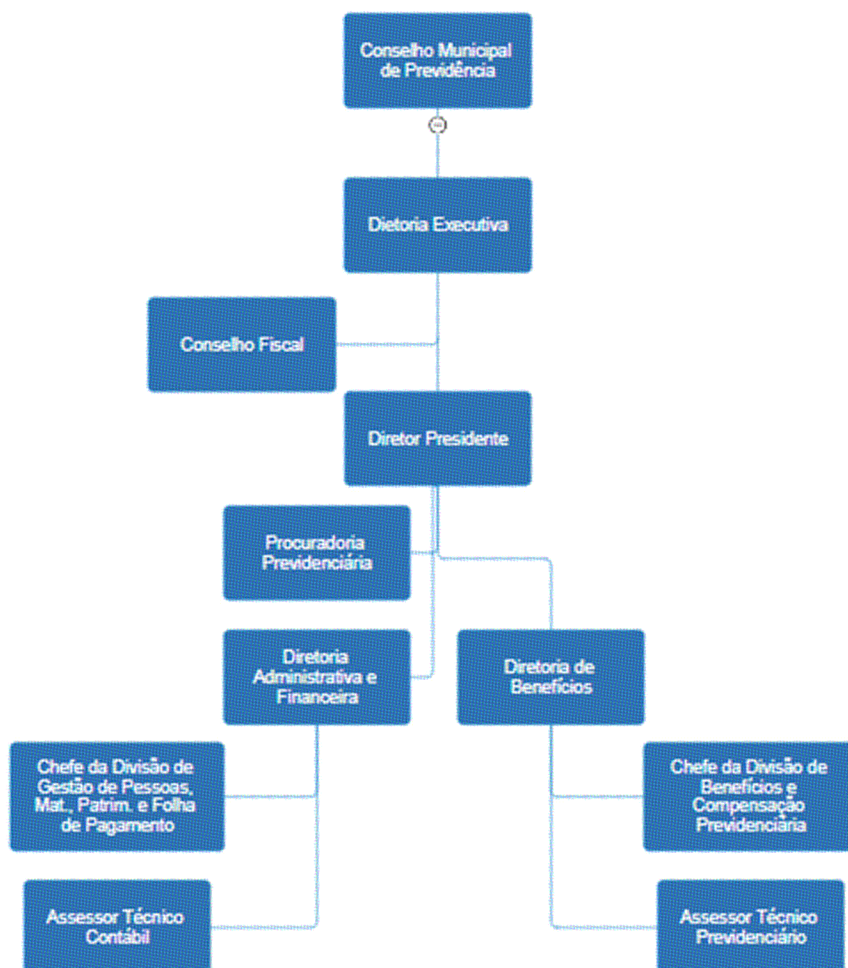 Conselho Municipal
de Previdência
Dietoria Executiva
Conselho Fiscal
Diretor Presidente
Procuradoria
Previdenciária
Diretoria
Administrativa e
Financeira
Diretoria de
Benefícios
Chefe da Divisão de
Gestão de Pessoas,
Mat., Patrim. e Folha
de Pagamento
Chefe da Divisão de
Benefícios e
Compensação
Previdenciária
Assessor Técnico
Contábil
Assessor Técnico
Previdenciário